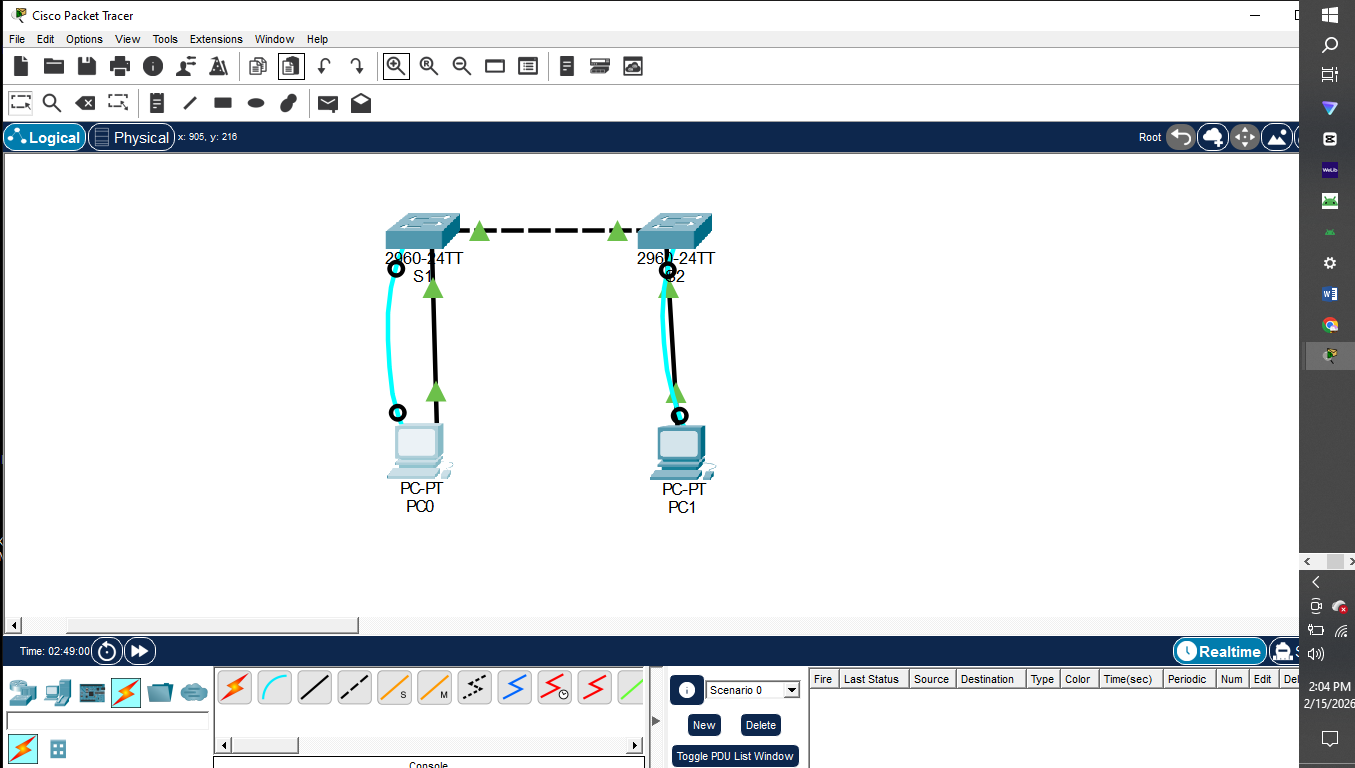 Cisco Packet Tracer
File Edit Options View Tools Extensions Window Help
Logical Physical x: 905, y: 216 Root
2960-24TT
S1
2960-24TT
S2
PC-PT
PC0
PC-PT
PC1
Time: 02:49:00 Realtime S
S M
Scenario 0
New Delete
Toggle PDU List Window
Fire Last Status Source Destination Type Color Time(sec) Periodic Num Edit Del
Console
WeLib
2:04 PM
2/15/2026